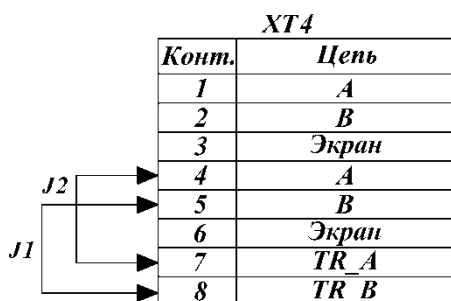 XT4
Конт. Цепь
1 A
2 B
3 Экран
4 A
5 B
6 Экран
7 TR_A
8 TR_B
J2
J1